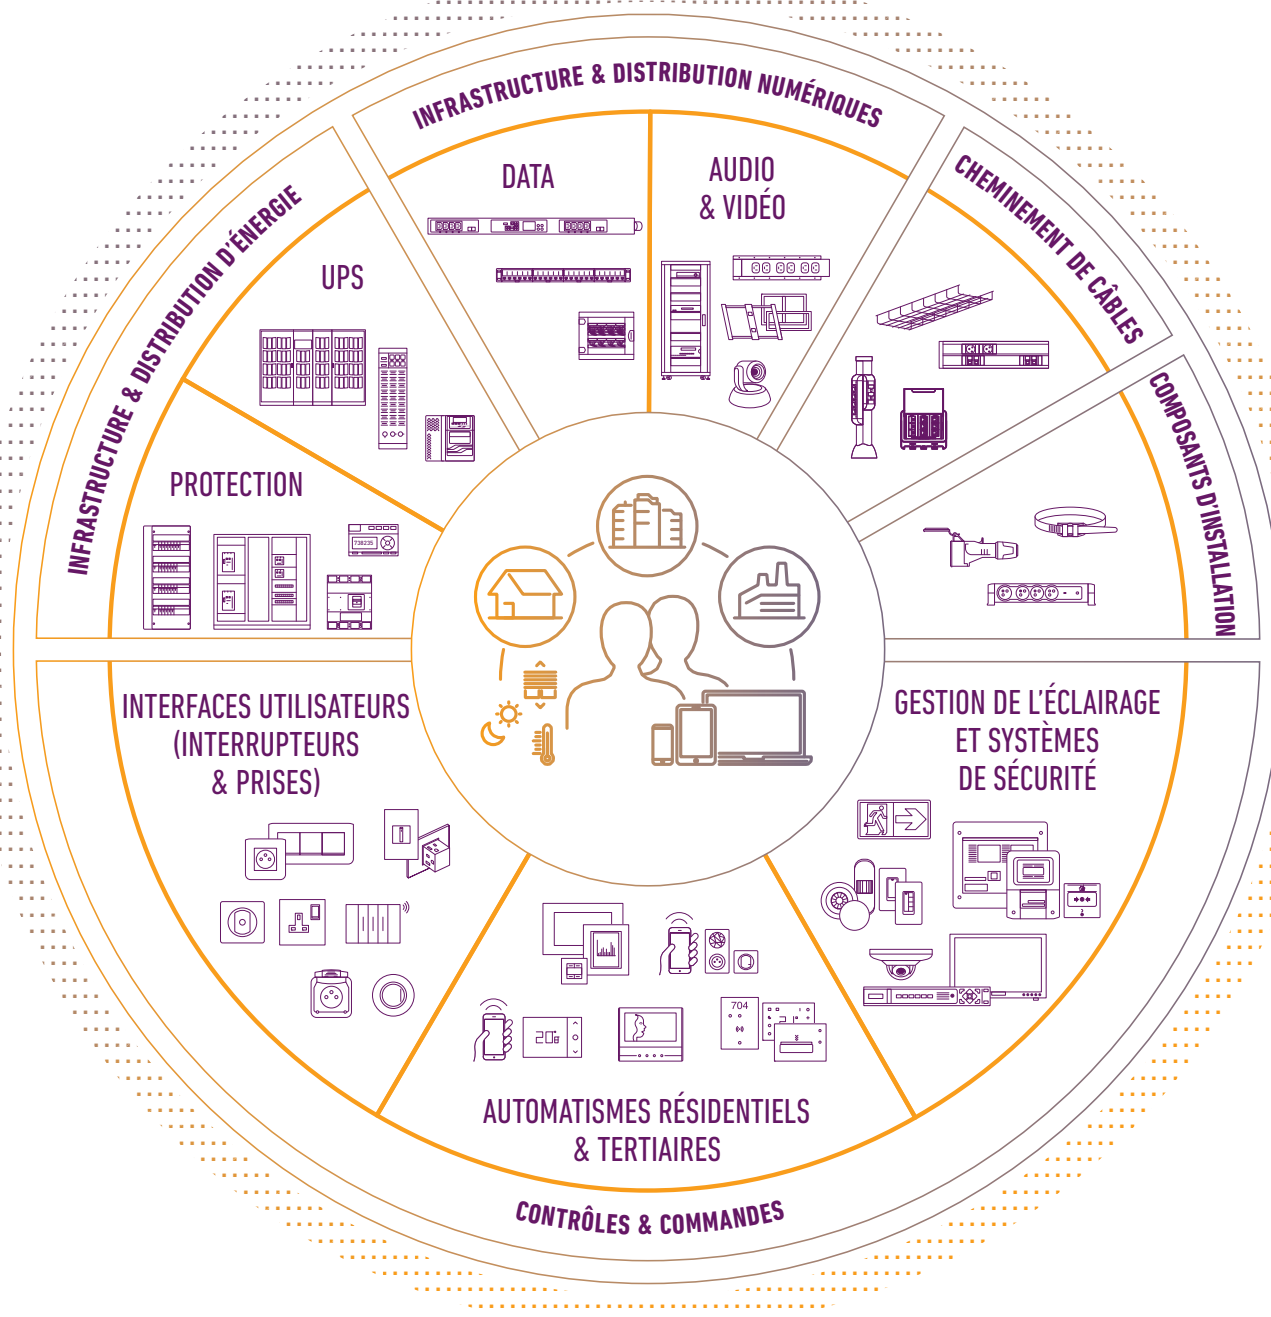 INFRASTRUCTURE & DISTRIBUTION NUMÉRIQUES
DATA
AUDIO
& VIDÉO
CHEMINEMENT DE CÂBLES
COMPOSANTS D'INSTALLATION
INFRASTRUCTURE & DISTRIBUTION D'ÉNERGIE
UPS
PROTECTION
738235
INTERFACES UTILISATEURS
(INTERRUPTEURS
& PRISES)
GESTION DE L'ÉCLAIRAGE
ET SYSTÈMES
DE SÉCURITÉ
704
AUTOMATISMES RÉSIDENTIELS
& TERTIAIRES
CONTRÔLES & COMMANDES